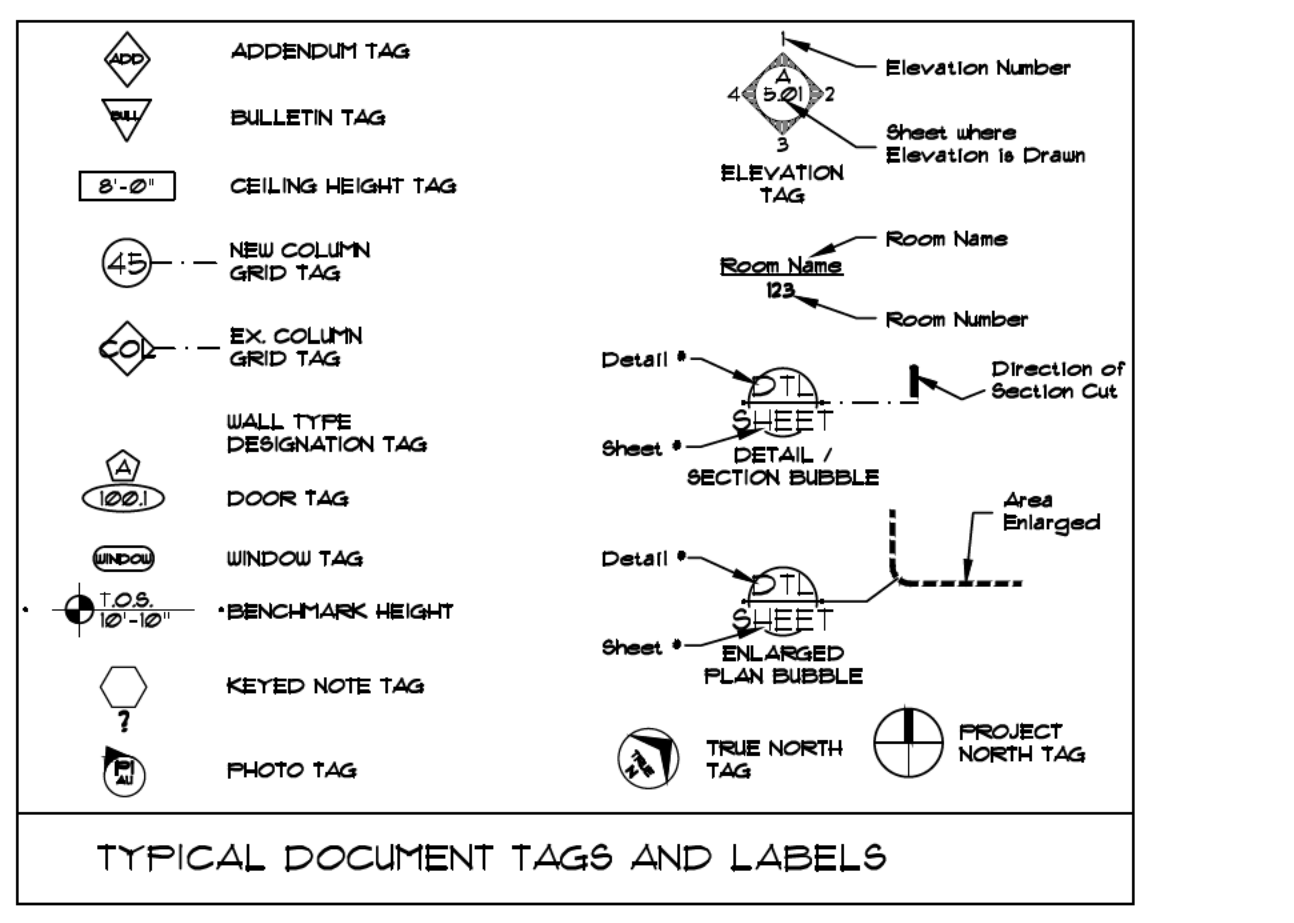 ADD
ADDENDUM TAG
BULL
BULLETIN TAG
8'-0"
CEILING HEIGHT TAG
45
NEW COLUMN
GRID TAG
COL
EX. COLUMN
GRID TAG
WALL TYPE
DESIGNATION TAG
A
100.1
DOOR TAG
WINDOW
WINDOW TAG
T.O.S.
10'-10"
BENCHMARK HEIGHT
?
KEYED NOTE TAG
P1
AU
PHOTO TAG
1
Elevation Number
A
4 5.01 2
3
Sheet where
Elevation is Drawn
ELEVATION
TAG
Room Name
Room Name
123
Room Number
Detail #
DTL
SHEET
Sheet #
Direction of
Section Cut
DETAIL /
SECTION BUBBLE
Area
Enlarged
Detail #
DTL
SHEET
Sheet #
ENLARGED
PLAN BUBBLE
TRUE
N
TRUE NORTH
TAG
PROJECT
NORTH TAG
TYPICAL DOCUMENT TAGS AND LABELS